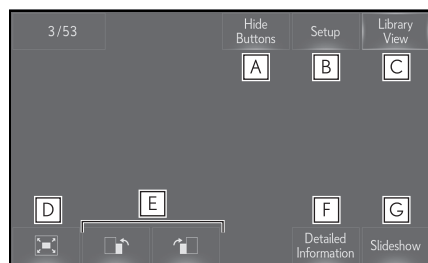 3/53
Hide
Buttons
Setup
Library
View
A
B
C
D
E
F
G
Detailed
Information
Slideshow